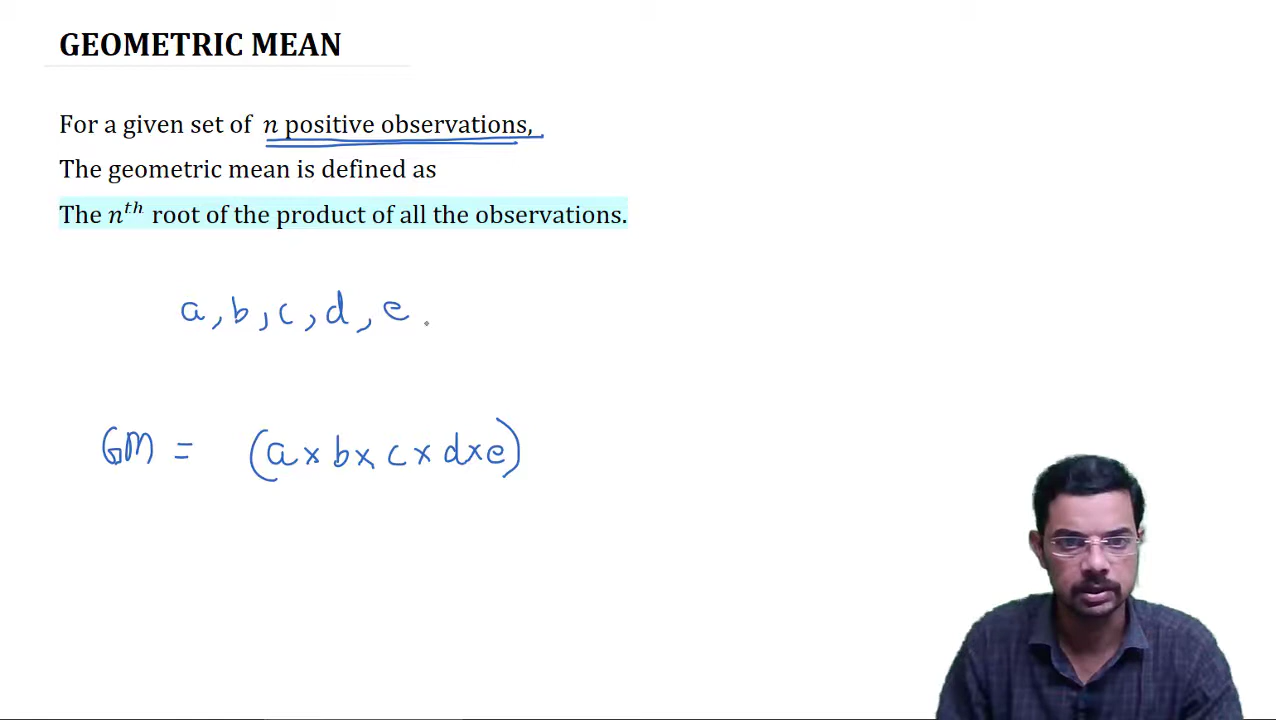 GEOMETRIC MEAN
For a given set of n positive observations,
The geometric mean is defined as
The nᵗʰ root of the product of all the observations.
a, b, c, d, e.
GM = (a × b × c × d × e)